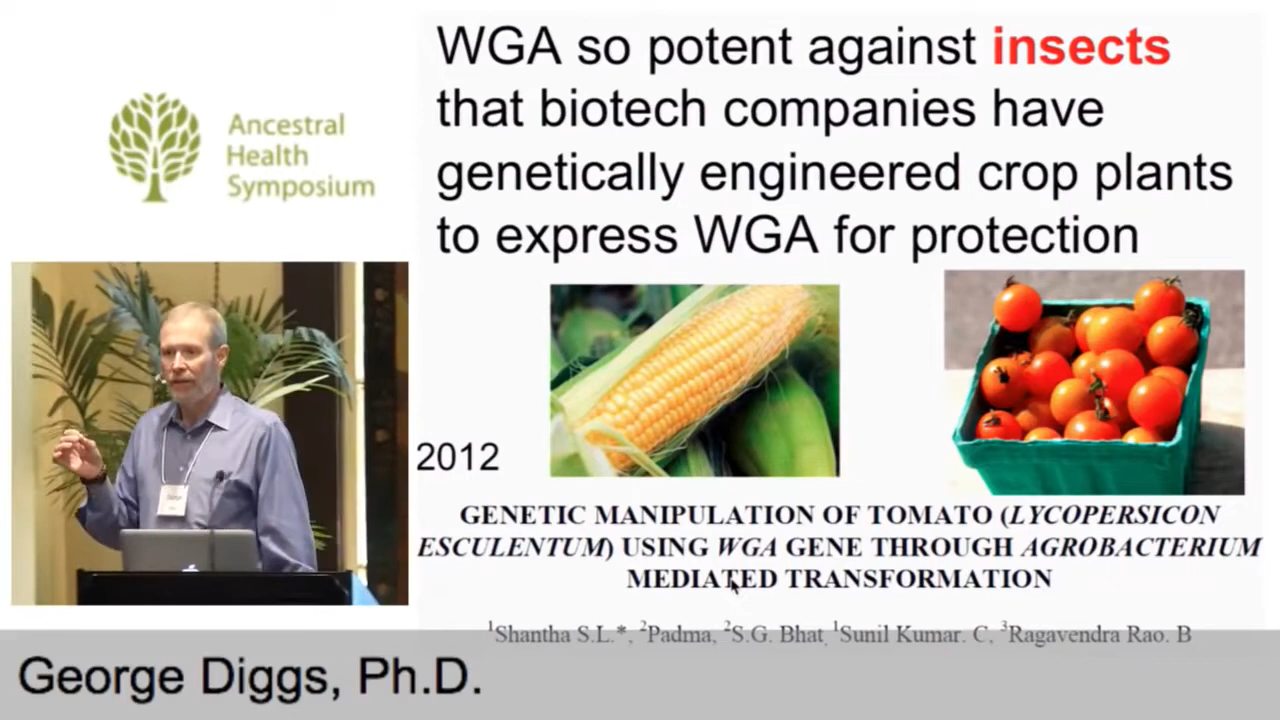 WGA so potent against insects
that biotech companies have
genetically engineered crop plants
to express WGA for protection
Ancestral
Health
Symposium
2012
GENETIC MANIPULATION OF TOMATO (LYCOPERSICON
ESCULENTUM) USING WGA GENE THROUGH AGROBACTERIUM
MEDIATED TRANSFORMATION
1Shantha S.L.*, 2Padma, 2S.G. Bhat, 1Sunil Kumar. C, 3Ragavendra Rao. B
George Diggs, Ph.D.